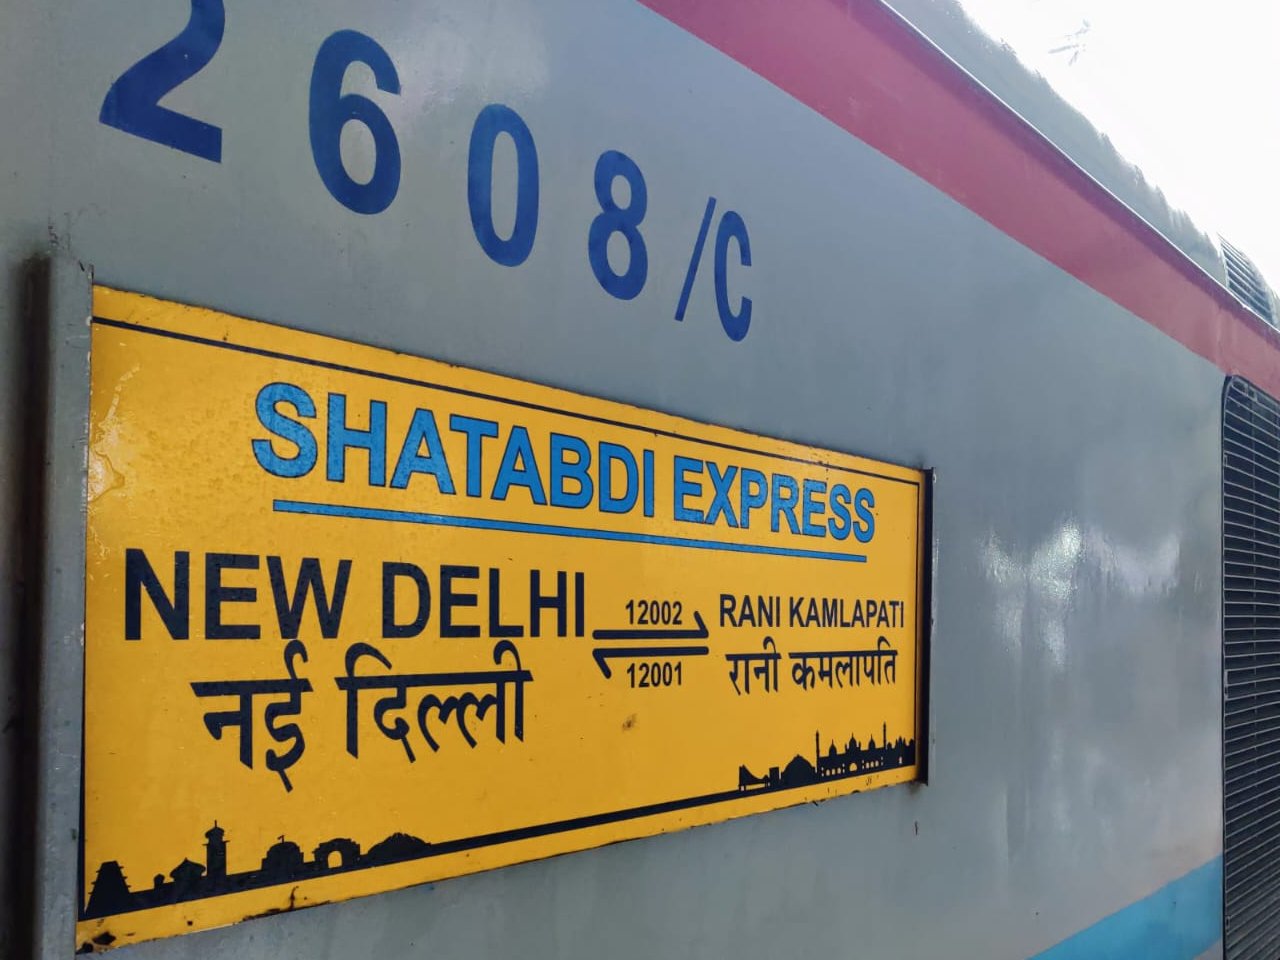 2608/C
SHATABDI EXPRESS
NEW DELHI 12002 RANI KAMLAPATI
नई दिल्ली 12001 रानी कमलापति